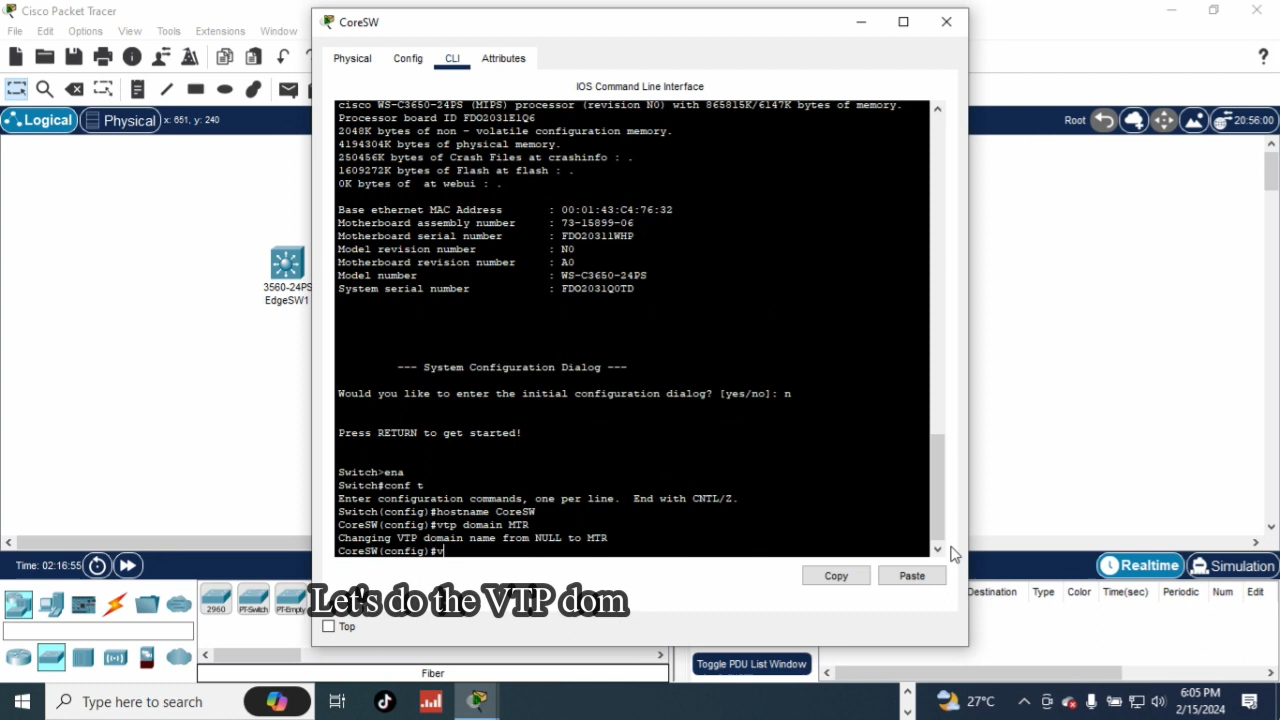 Cisco Packet Tracer
File Edit Options View Tools Extensions Window
Logical Physical x: 651, y: 240
Root 20:56:00
CoreSW
Physical Config CLI Attributes
IOS Command Line Interface
cisco WS-C3650-24PS (MIPS) processor (revision N0) with 865815K/6147K bytes of memory.
Processor board ID FDO2031E1Q6
2048K bytes of non - volatile configuration memory.
4194304K bytes of physical memory.
250456K bytes of Crash Files at crashinfo : .
1609272K bytes of Flash at flash : .
0K bytes of  at webui : .
Base ethernet MAC Address : 00:01:43:C4:76:32
Motherboard assembly number : 73-15899-06
Motherboard serial number : FDO20311WHP
Model revision number : N0
Motherboard revision number : A0
Model number : WS-C3650-24PS
System serial number : FDO2031Q0TD
--- System Configuration Dialog ---
Would you like to enter the initial configuration dialog? [yes/no]: n
Press RETURN to get started!
Switch>ena
Switch#conf t
Enter configuration commands, one per line.  End with CNTL/Z.
Switch(config)#hostname CoreSW
CoreSW(config)#vtp domain MTR
Changing VTP domain name from NULL to MTR
CoreSW(config)#v
Copy Paste
Top
3560-24PS
EdgeSW1
Let's do the VTP dom
Time: 02:16:55
Realtime Simulation
2960 PT-Switch PT-Empty
Destination Type Color Time(sec) Periodic Num Edit
Fiber
Toggle PDU List Window
Type here to search
27°C
6:05 PM
2/15/2024